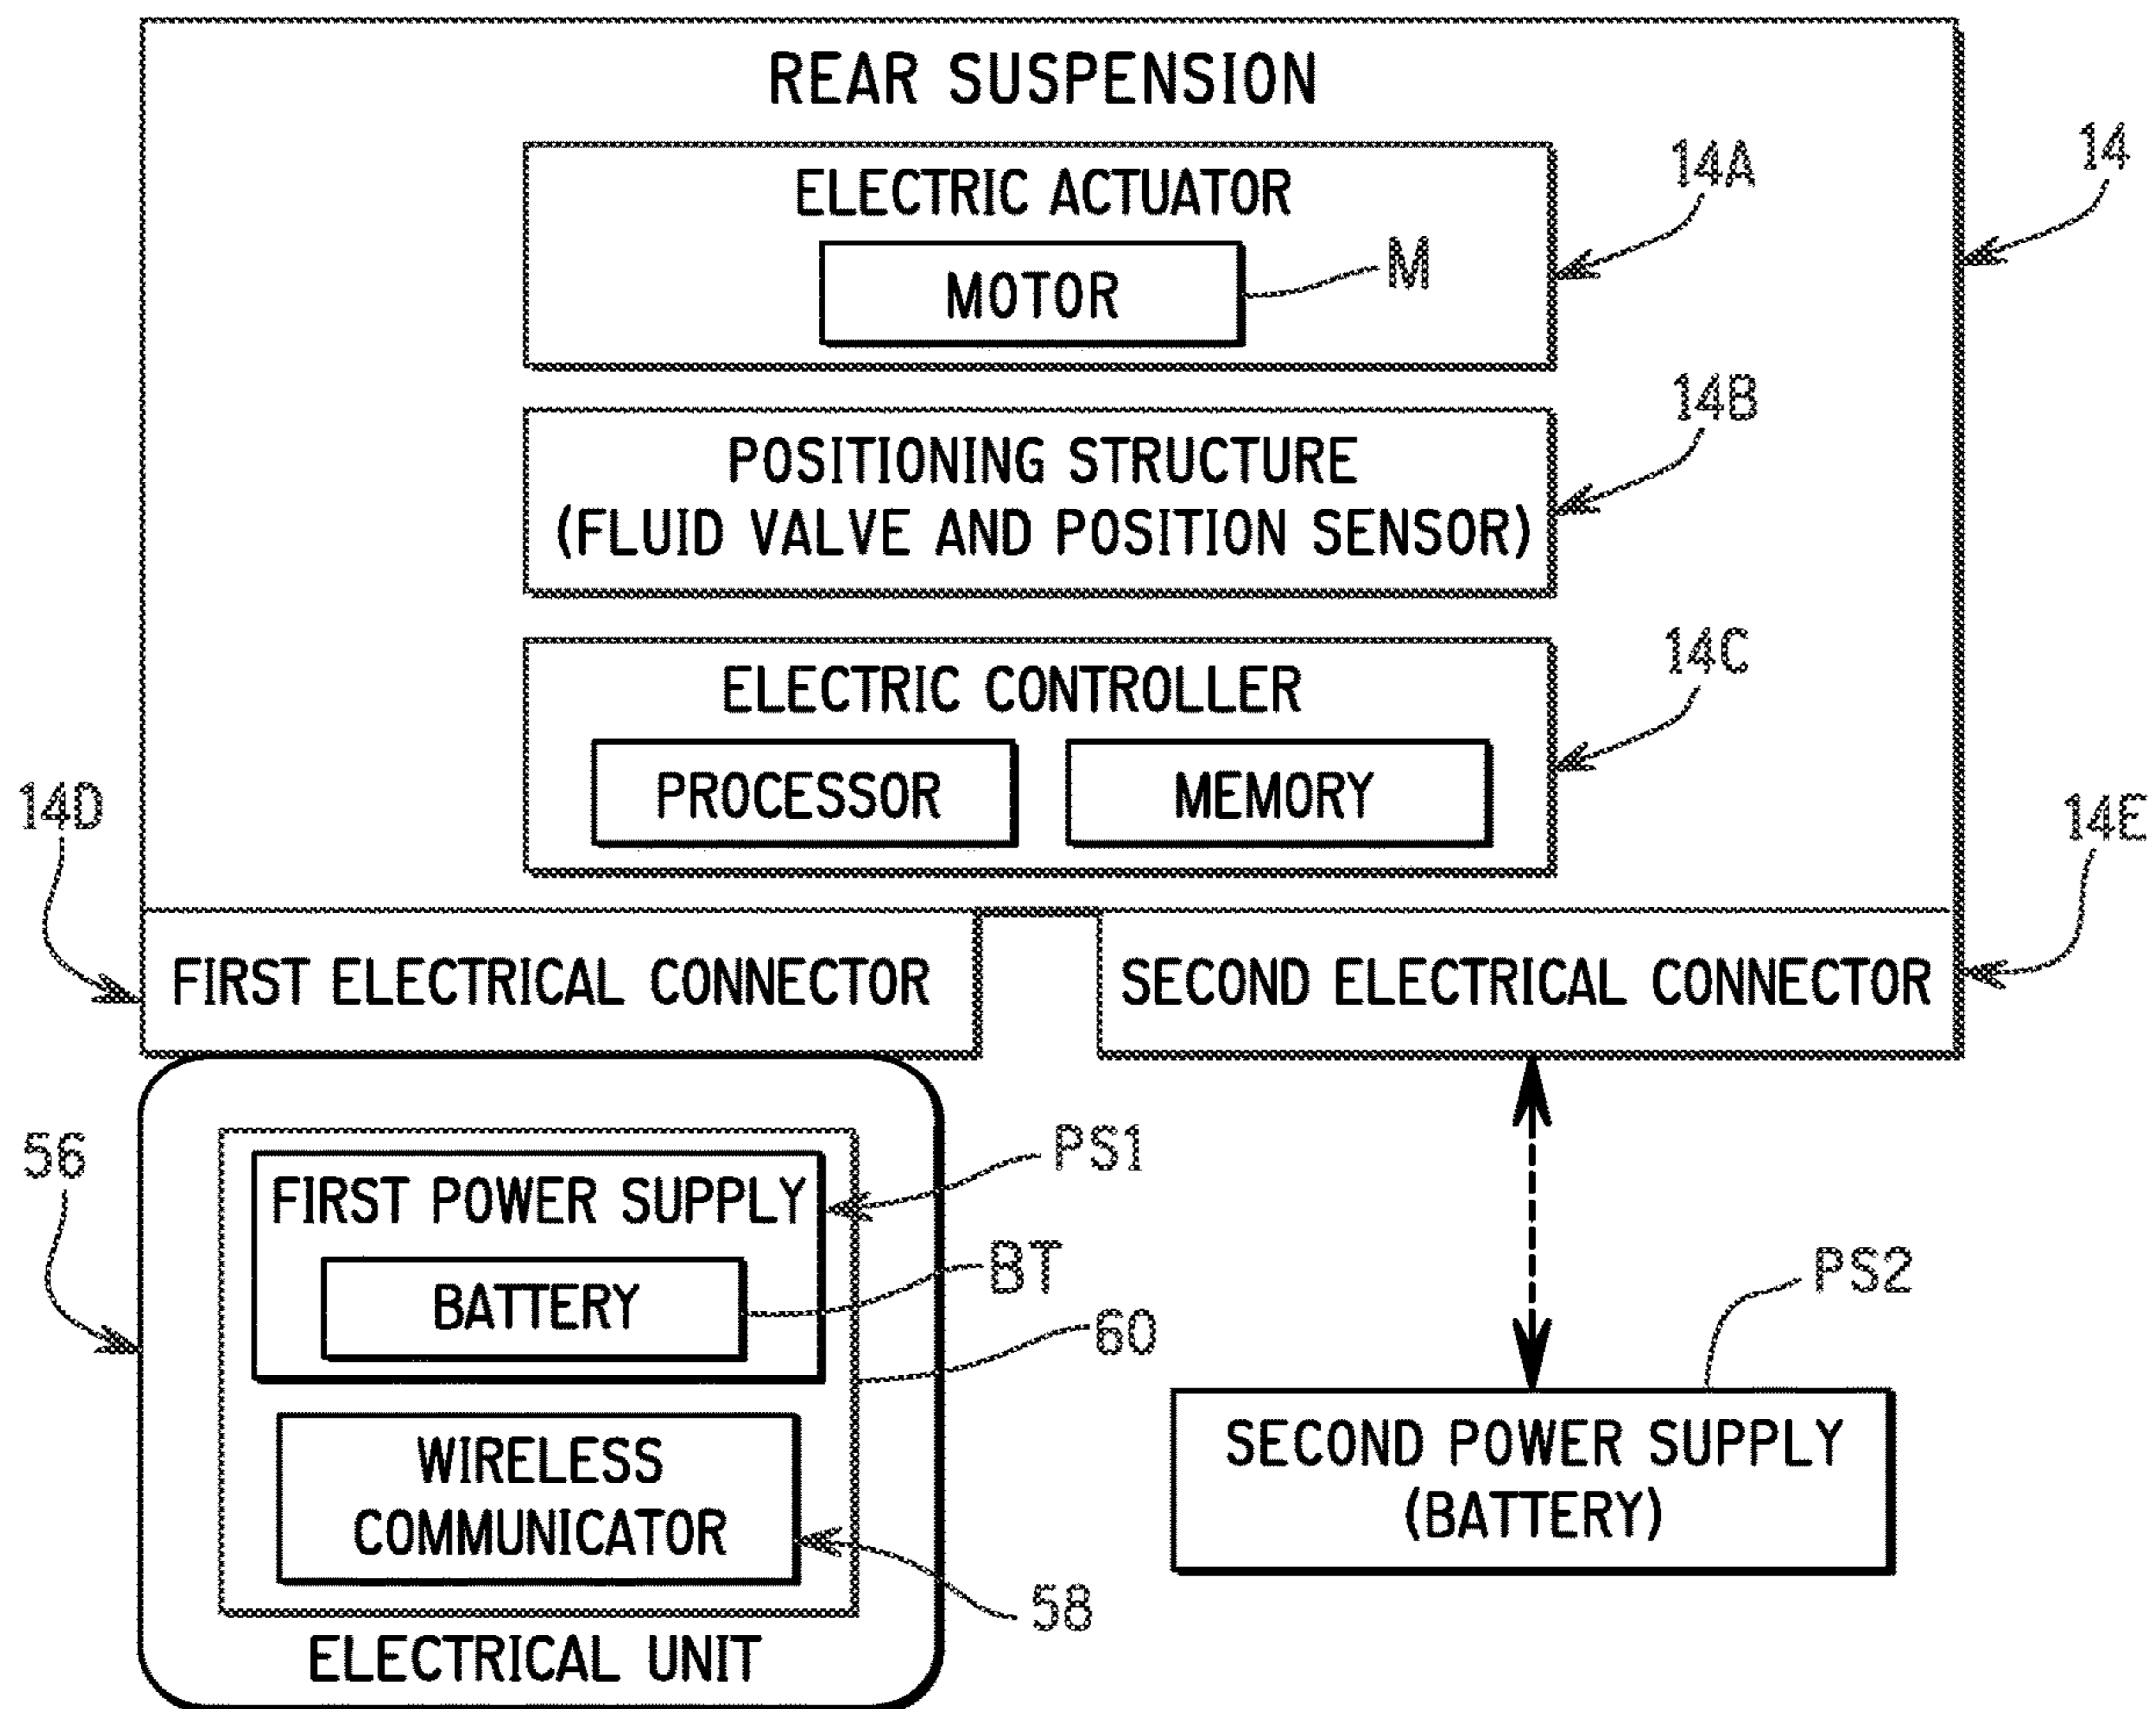 REAR SUSPENSION
14
ELECTRIC ACTUATOR
14A
MOTOR
M
POSITIONING STRUCTURE
(FLUID VALVE AND POSITION SENSOR)
14B
ELECTRIC CONTROLLER
14C
PROCESSOR
MEMORY
14D
14E
FIRST ELECTRICAL CONNECTOR
SECOND ELECTRICAL CONNECTOR
56
FIRST POWER SUPPLY
PS1
BATTERY
BT
60
WIRELESS
COMMUNICATOR
58
ELECTRICAL UNIT
PS2
SECOND POWER SUPPLY
(BATTERY)